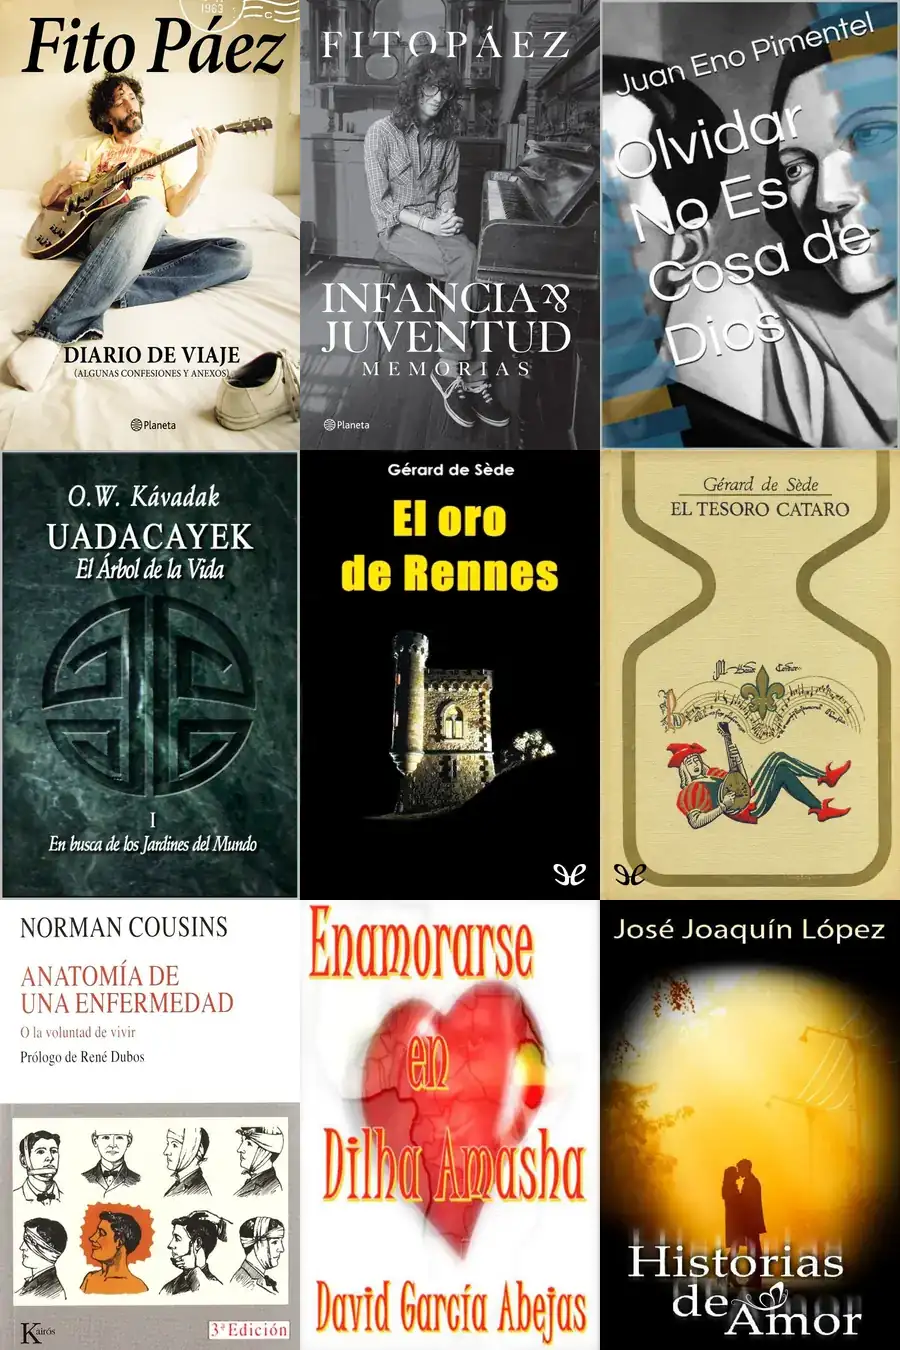 1963
Fito Páez
DIARIO DE VIAJE
(ALGUNAS CONFESIONES Y ANEXOS)
Planeta
FITO PÁEZ
INFANCIA &
JUVENTUD
MEMORIAS
Planeta
Juan Eno Pimentel
Olvidar
No Es
Cosa de
Dios
O.W. Kávadak
UADACAYEK
El Árbol de la Vida
I
En busca de los Jardines del Mundo
Gérard de Sède
El oro
de Rennes
Gérard de Sède
EL TESORO CATARO
NORMAN COUSINS
ANATOMÍA DE
UNA ENFERMEDAD
O la voluntad de vivir
Prólogo de René Dubos
Kairós
3ª Edición
Enamorarse
en
Dilha Amasha
David García Abejas
José Joaquín López
Historias
de Amor